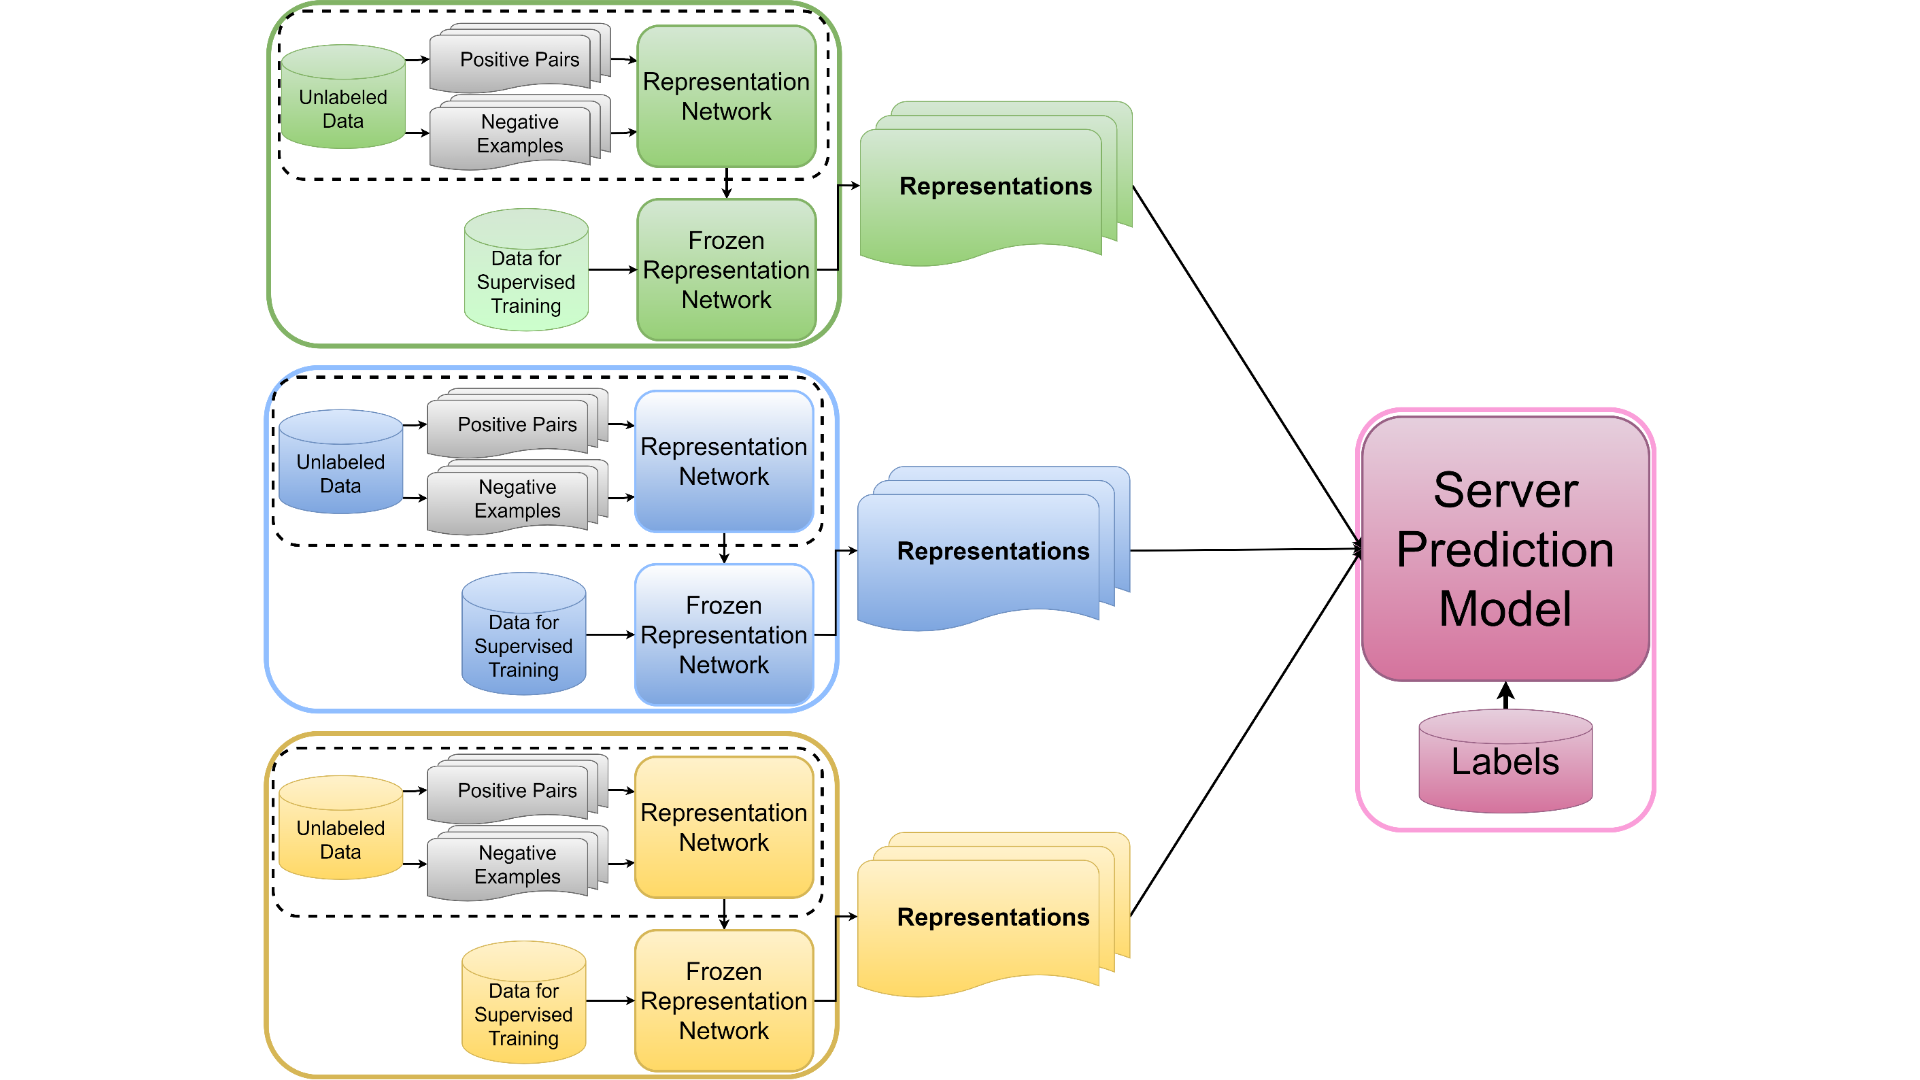 Unlabeled
Data
Positive Pairs
Negative
Examples
Representation
Network
Data for
Supervised
Training
Frozen
Representation
Network
Representations
Unlabeled
Data
Positive Pairs
Negative
Examples
Representation
Network
Data for
Supervised
Training
Frozen
Representation
Network
Representations
Unlabeled
Data
Positive Pairs
Negative
Examples
Representation
Network
Data for
Supervised
Training
Frozen
Representation
Network
Representations
Server
Prediction
Model
Labels